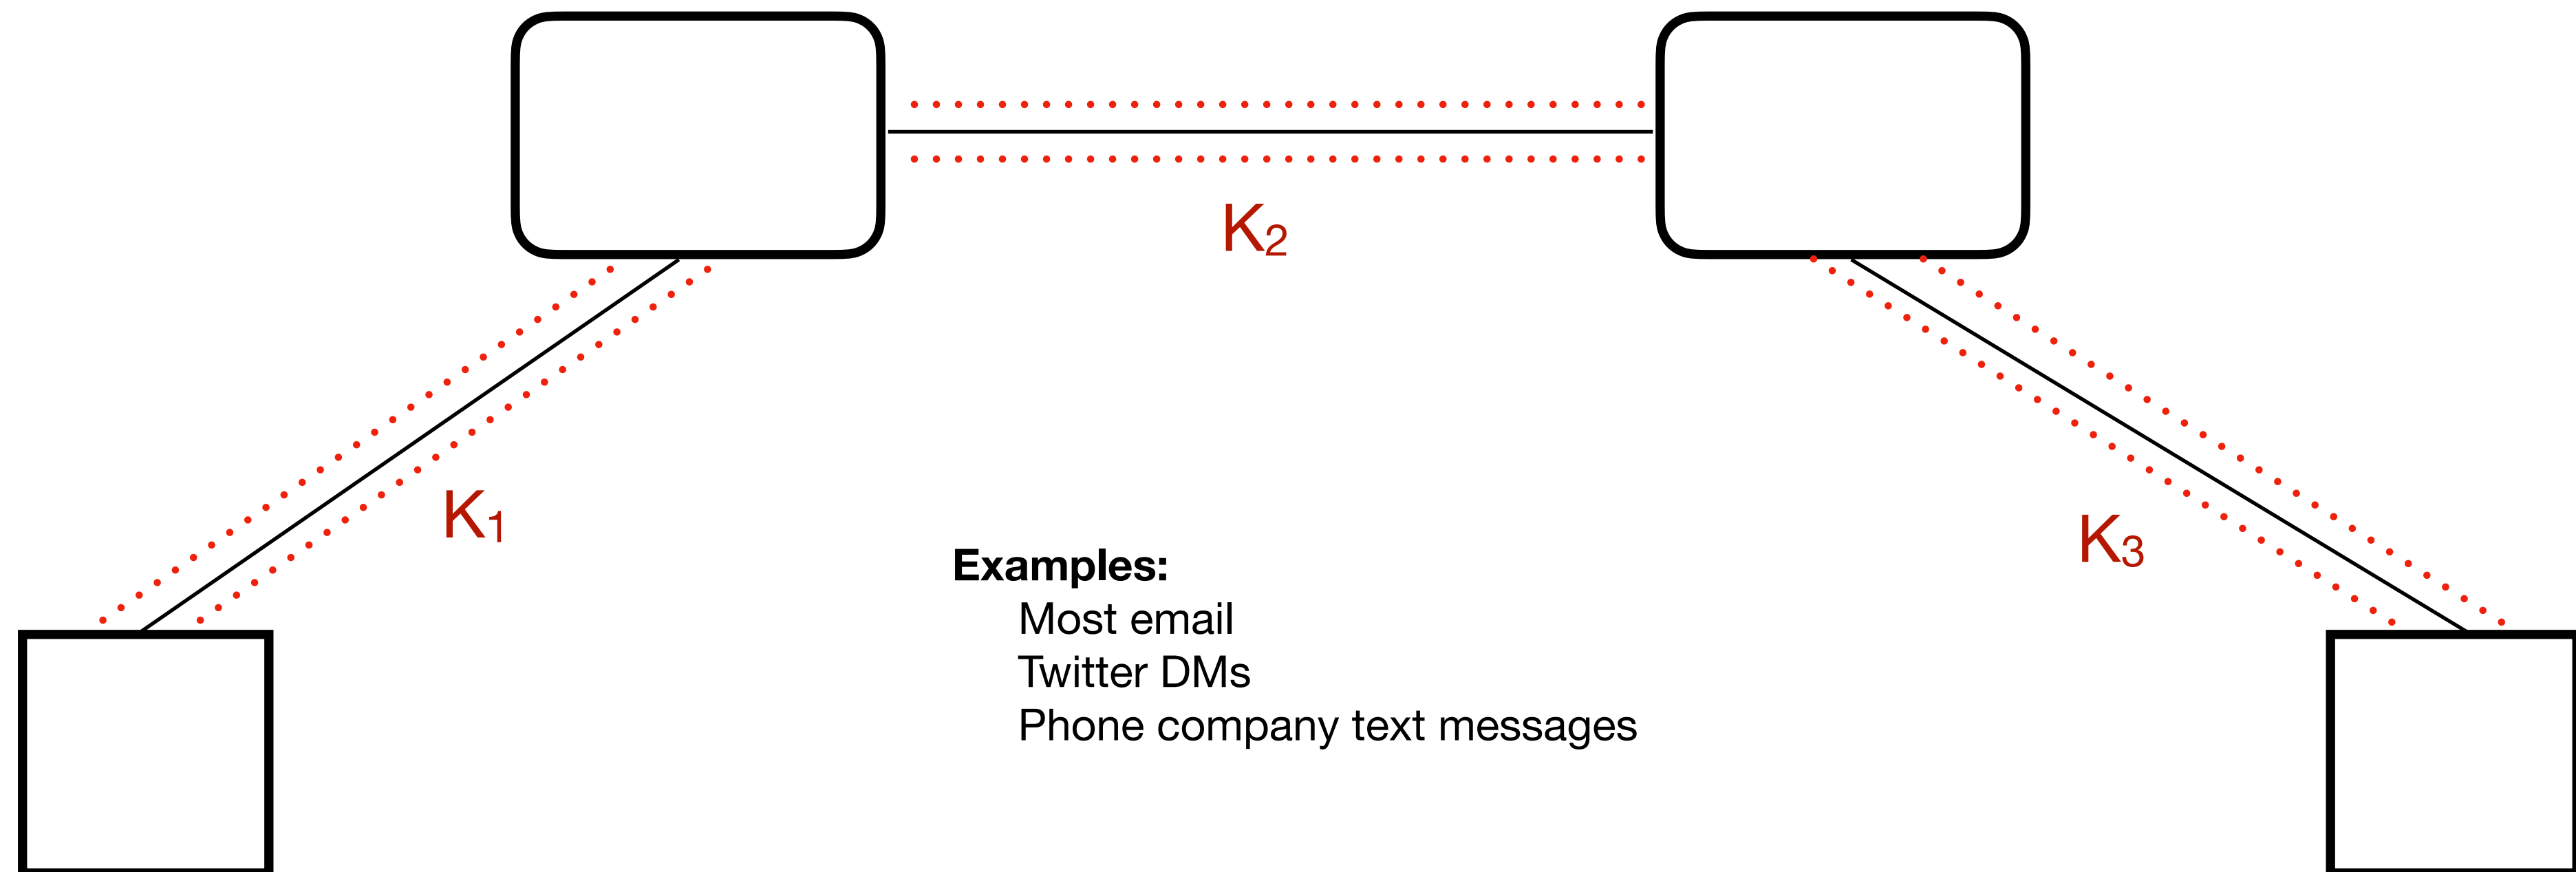 K2
K1
K3
Examples:
Most email
Twitter DMs
Phone company text messages